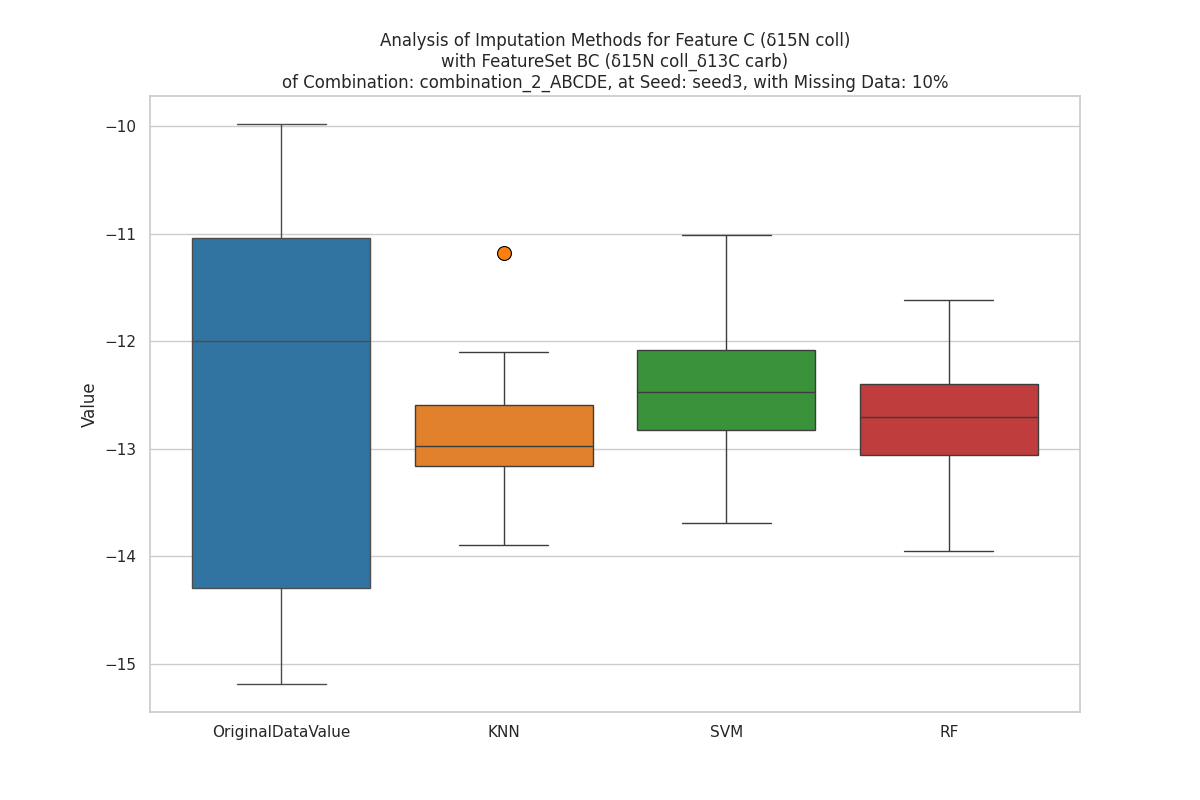 Analysis of Imputation Methods for Feature C (δ15N coll)
with FeatureSet BC (δ15N coll_δ13C carb)
of Combination: combination_2_ABCDE, at Seed: seed3, with Missing Data: 10%
−10
−11
−12
−13
−14
−15
Value
OriginalDataValue
KNN
SVM
RF